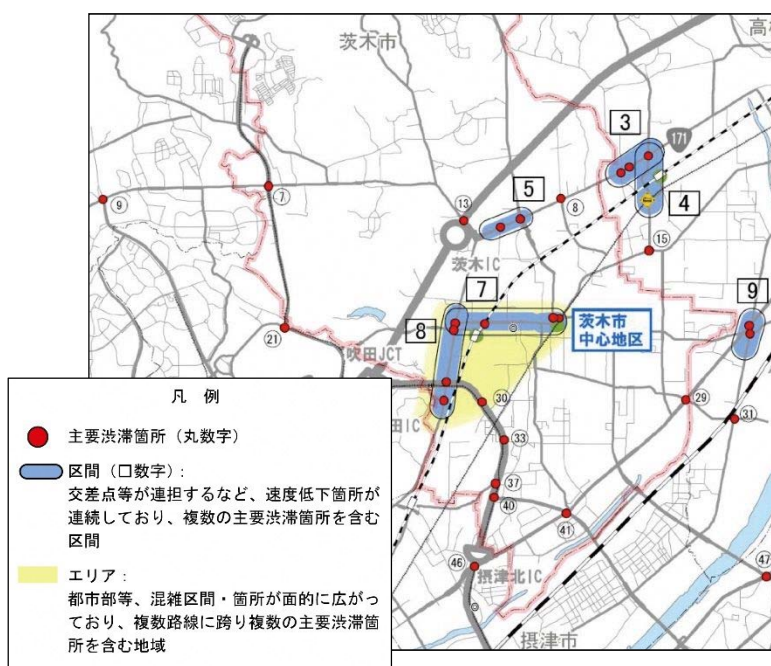 茨木市
高
3
171
⑦
⑨
⑬
5
⑧
4
茨木IC
⑮
7
9
8
茨木市
中心地区
㉑
吹田JCT
㉙
㉚
㉛
田IC
㉝
㊲
㊵
㊶
㊻
摂津北IC
㊼
摂津市
凡 例
主要渋滞箇所（丸数字）
区間（□数字）：
交差点等が連担するなど、速度低下箇所が
連続しており、複数の主要渋滞箇所を含む
区間
エリア：
都市部等、混雑区間・箇所が面的に広がっ
ており、複数路線に跨り複数の主要渋滞箇
所を含む地域